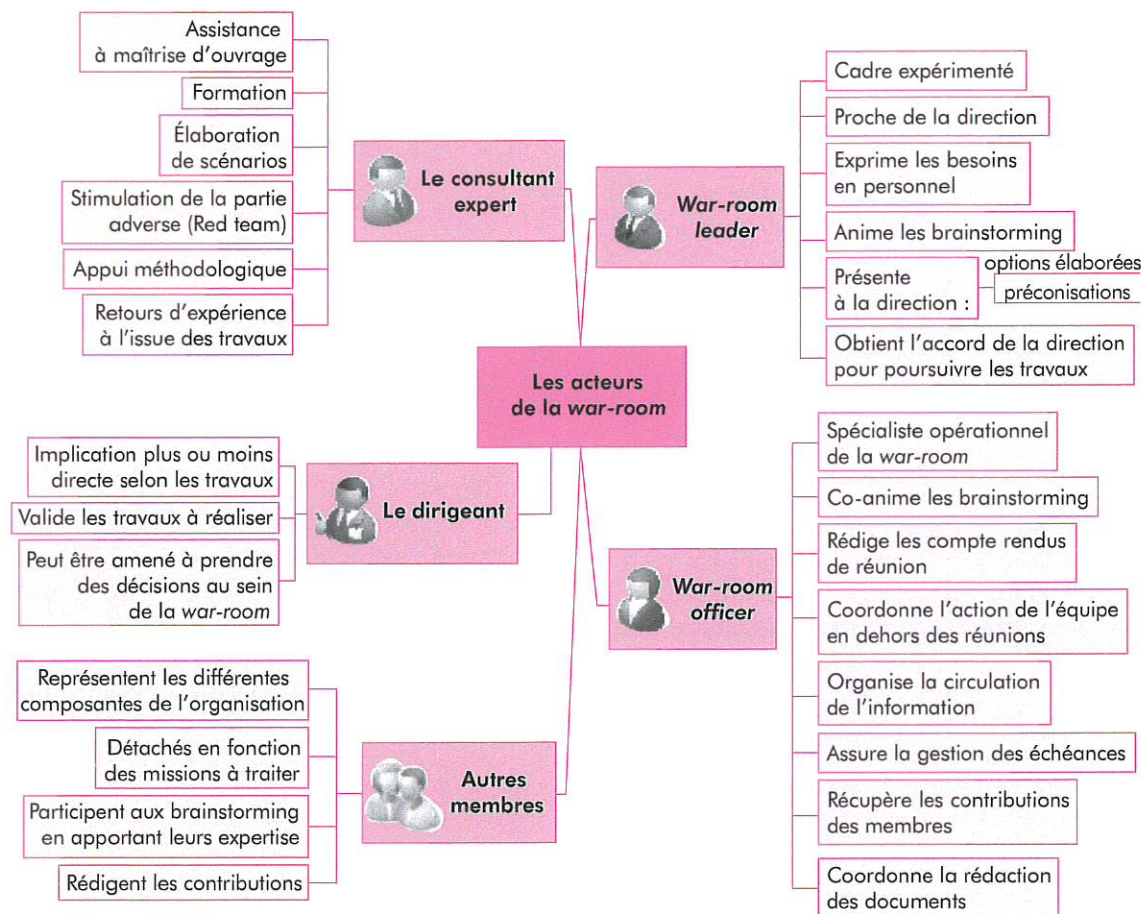 Les acteurs
de la war-room
Le consultant
expert
Assistance
à maîtrise d'ouvrage
Formation
Élaboration
de scénarios
Stimulation de la partie
adverse (Red team)
Appui méthodologique
Retours d'expérience
à l'issue des travaux
War-room
leader
Cadre expérimenté
Proche de la direction
Exprime les besoins
en personnel
Anime les brainstorming
Présente
à la direction :
options élaborées
préconisations
Obtient l'accord de la direction
pour poursuivre les travaux
Le dirigeant
Implication plus ou moins
directe selon les travaux
Valide les travaux à réaliser
Peut être amené à prendre
des décisions au sein
de la war-room
War-room
officer
Spécialiste opérationnel
de la war-room
Co-anime les brainstorming
Rédige les compte rendus
de réunion
Coordonne l'action de l'équipe
en dehors des réunions
Organise la circulation
de l'information
Assure la gestion des échéances
Récupère les contributions
des membres
Coordonne la rédaction
des documents
Autres
membres
Représentent les différentes
composantes de l'organisation
Détachés en fonction
des missions à traiter
Participent aux brainstorming
en apportant leurs expertise
Rédigent les contributions